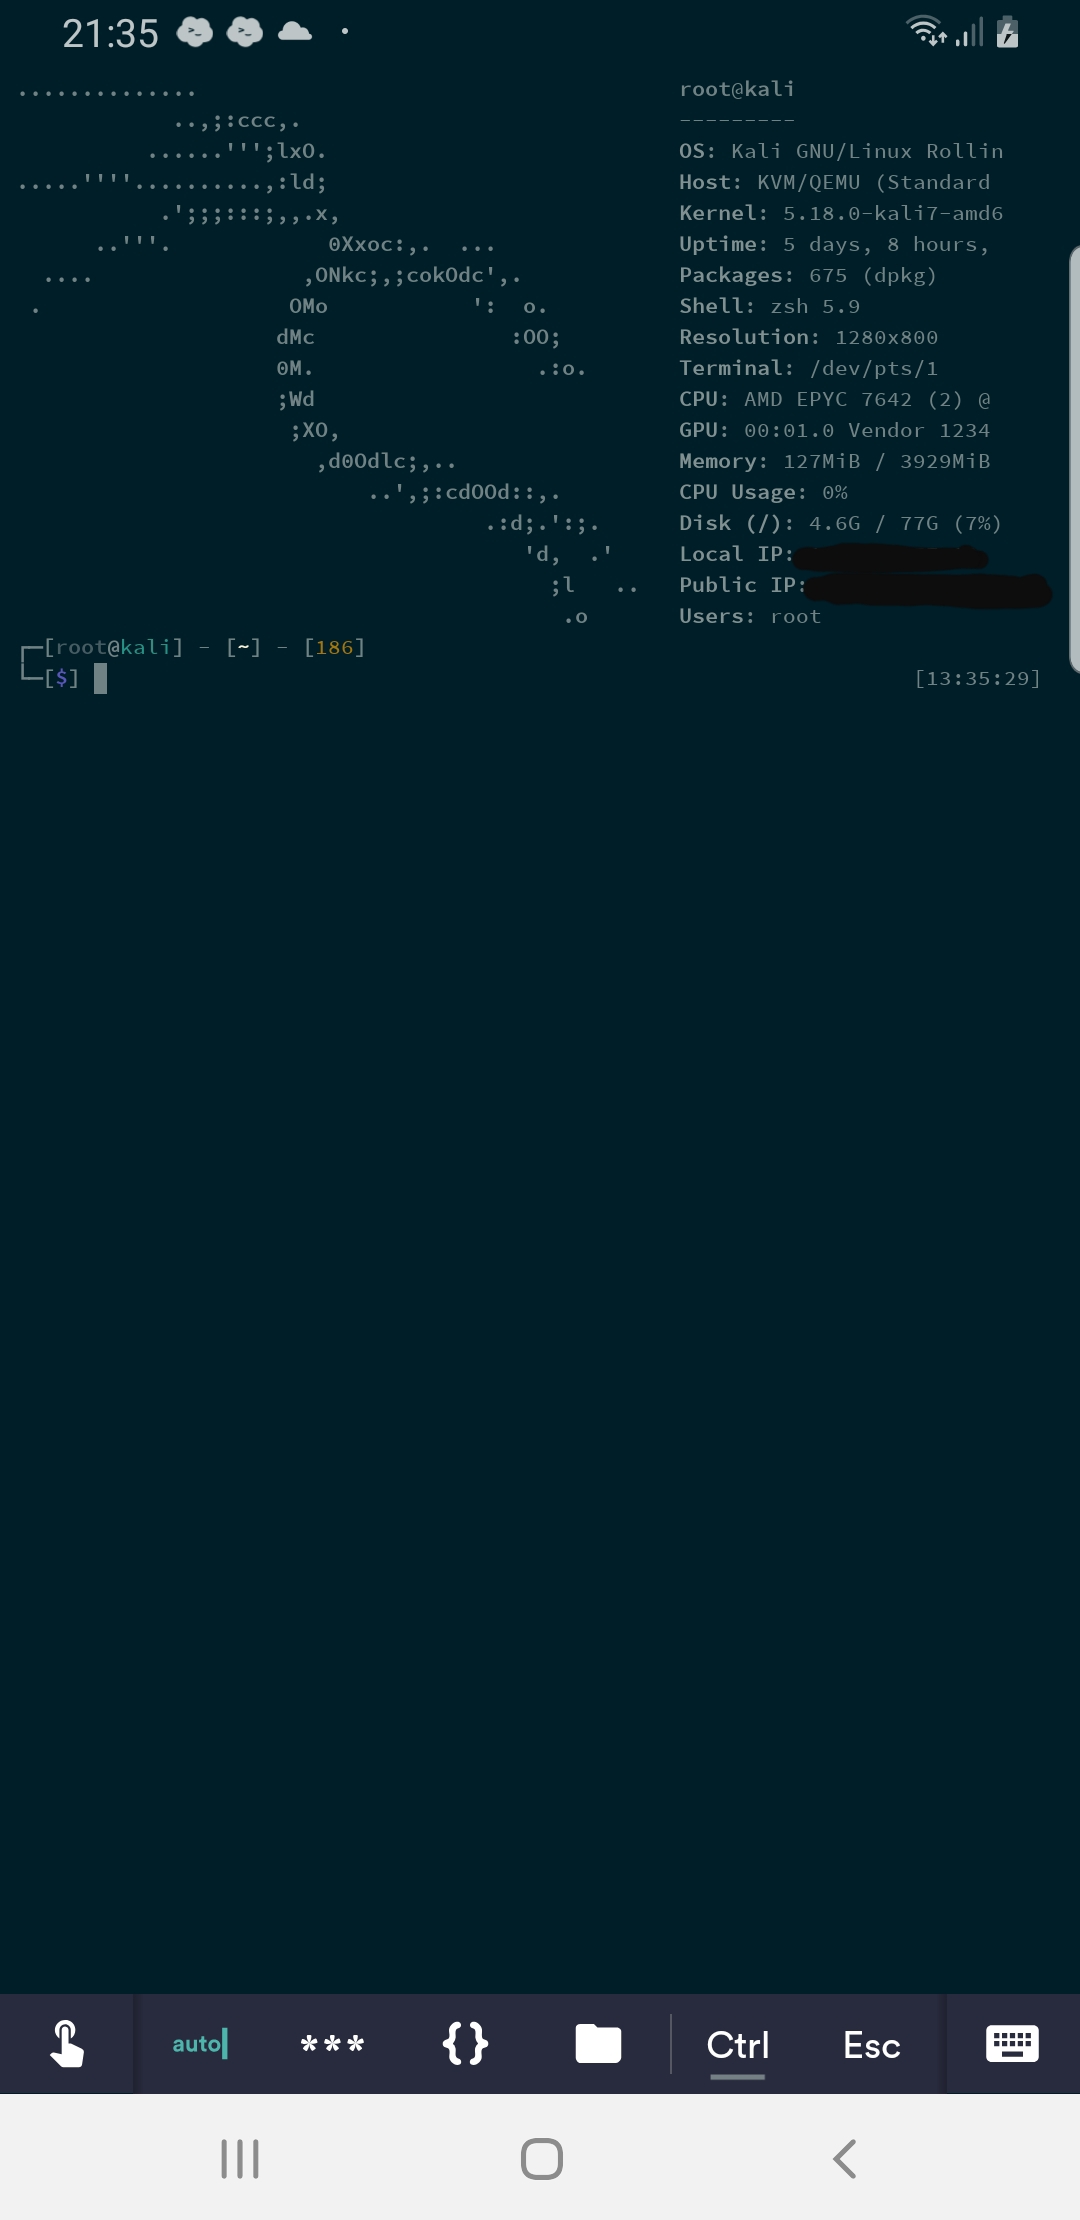 21:35
..............
..,;:ccc,.
......''';lxO.
.....''''..........,:ld;
.';;;:::;,,.x,
..'''. 0Xxoc:,. ...
.... ,ONkc;,;cokOdc',.
. OMo ': o.
dMc :OO;
0M. .:o.
;Wd
;XO,
,d0Odlc;,..
..',;:cdOOd::,.
.:d;.':;.
'd, .'
;l ..
.o
root@kali
---------
OS: Kali GNU/Linux Rollin
Host: KVM/QEMU (Standard
Kernel: 5.18.0-kali7-amd6
Uptime: 5 days, 8 hours,
Packages: 675 (dpkg)
Shell: zsh 5.9
Resolution: 1280x800
Terminal: /dev/pts/1
CPU: AMD EPYC 7642 (2) @
GPU: 00:01.0 Vendor 1234
Memory: 127MiB / 3929MiB
CPU Usage: 0%
Disk (/): 4.6G / 77G (7%)
Local IP:
Public IP:
Users: root
┌─[root@kali] - [~] - [186]
└─[$] [13:35:29]
auto *** {} Ctrl Esc